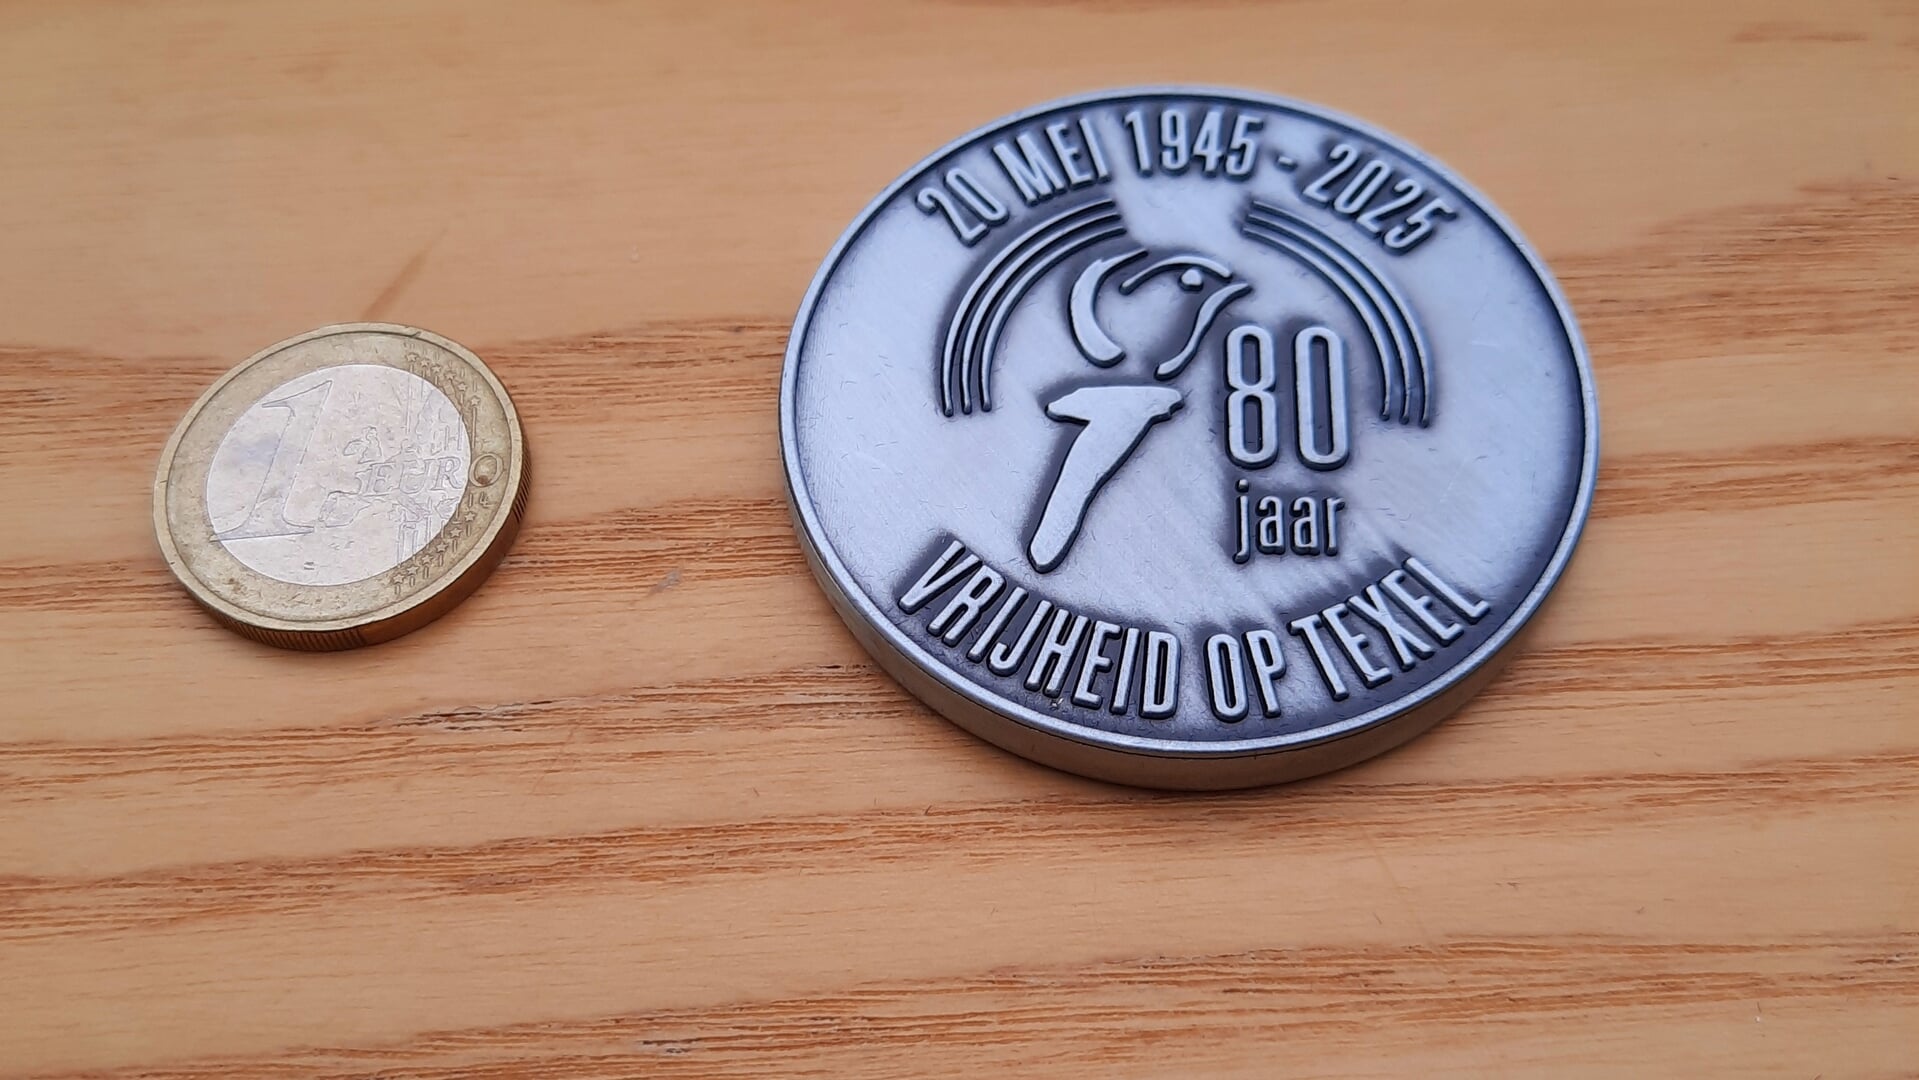 1
EURO
20 MEI 1945 - 2025
80
jaar
VRIJHEID OP TEXEL